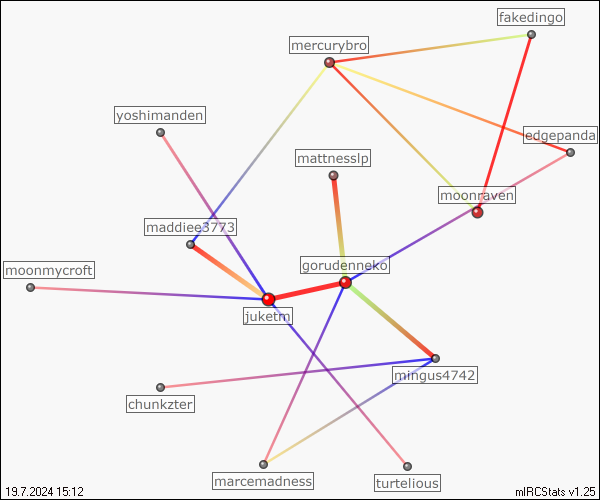 fakedingo
mercurybro
yoshimanden
edgepanda
mattnesslp
moonraven
maddiee3773
moonmycroft
gorudenneko
juketm
mingus4742
chunkzter
marcemadness
turtelious
19.7.2024 15:12
mIRCStats v1.25